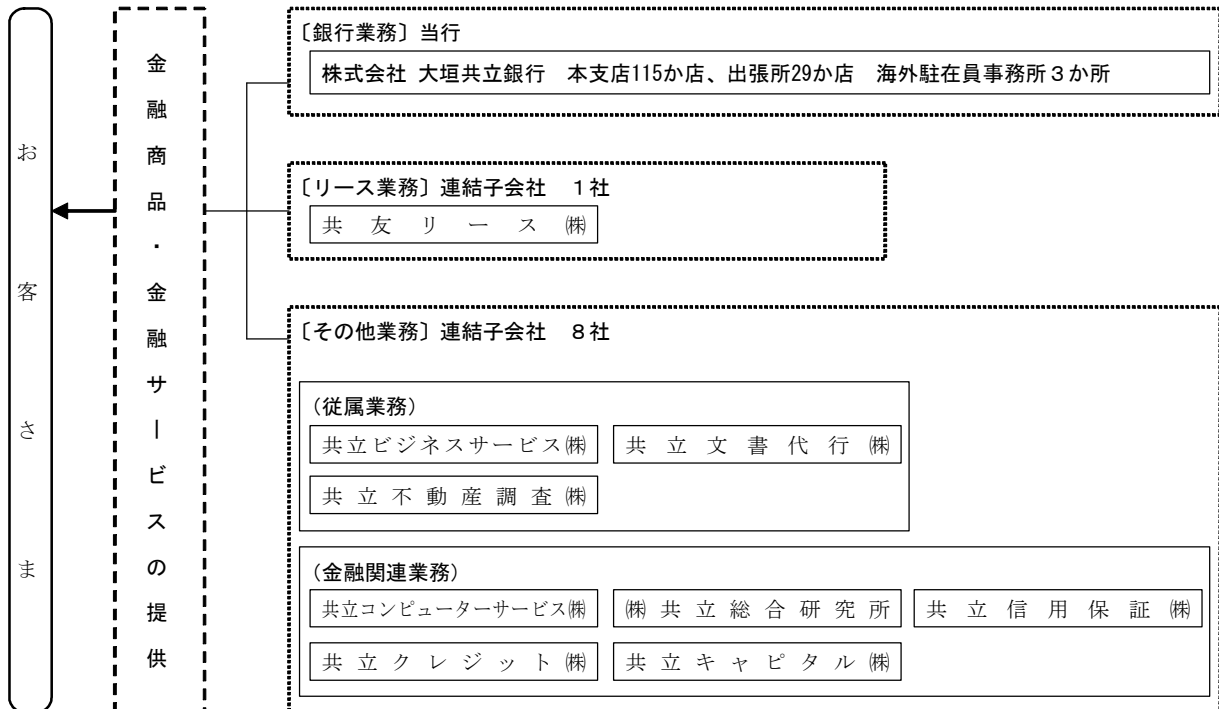 お客さま
金融商品・金融サービスの提供
〔銀行業務〕当行
株式会社 大垣共立銀行　本支店115か店、出張所29か店　海外駐在員事務所３か所
〔リース業務〕連結子会社　１社
共友リース㈱
〔その他業務〕連結子会社　８社
(従属業務)
共立ビジネスサービス㈱
共立文書代行㈱
共立不動産調査㈱
(金融関連業務)
共立コンピューターサービス㈱
㈱共立総合研究所
共立信用保証㈱
共立クレジット㈱
共立キャピタル㈱